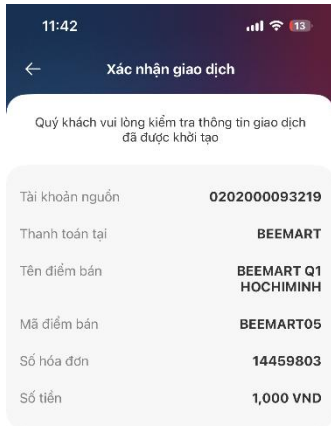 11:42
13
Xác nhận giao dịch
Quý khách vui lòng kiểm tra thông tin giao dịch
đã được khởi tạo
Tài khoản nguồn 0202000093219
Thanh toán tại BEEMART
Tên điểm bán BEEMART Q1
HOCHIMINH
Mã điểm bán BEEMART05
Số hóa đơn 14459803
Số tiền 1,000 VND